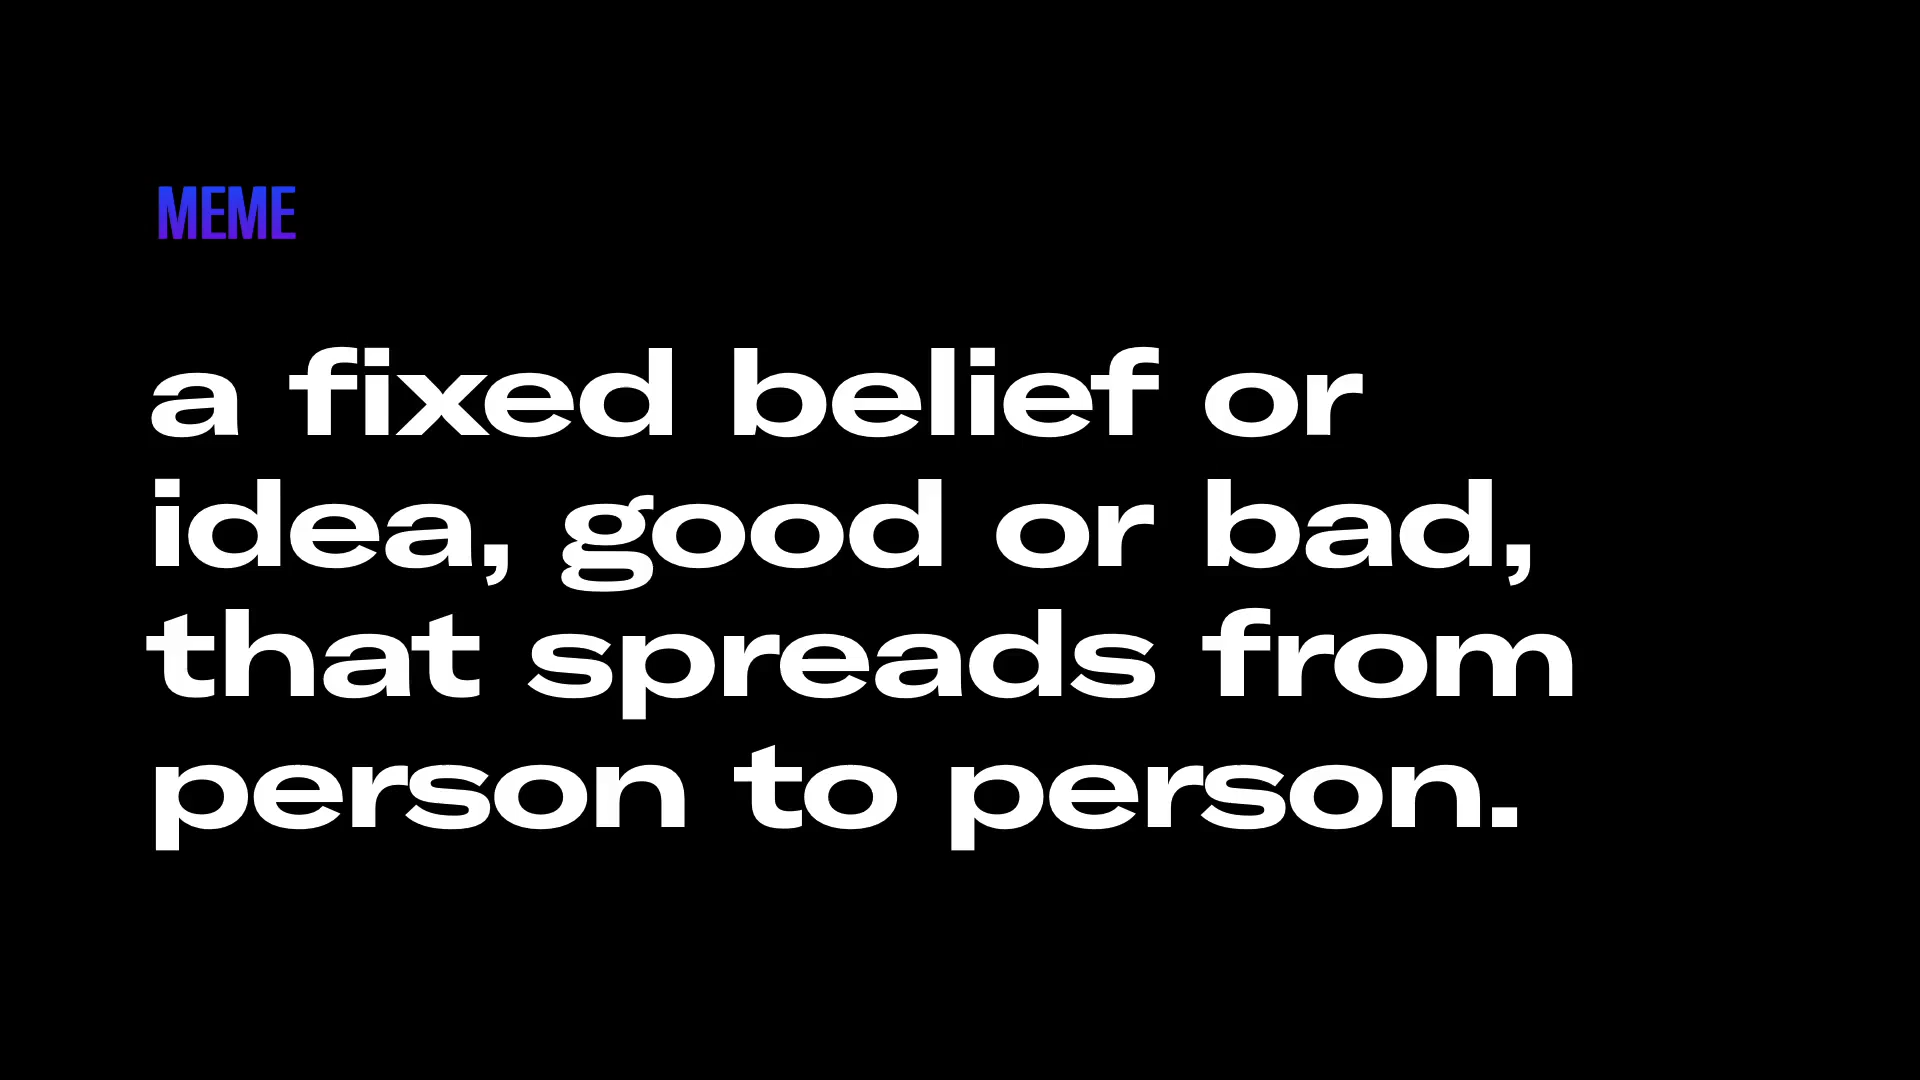 MEME
a fixed belief or
idea, good or bad,
that spreads from
person to person.